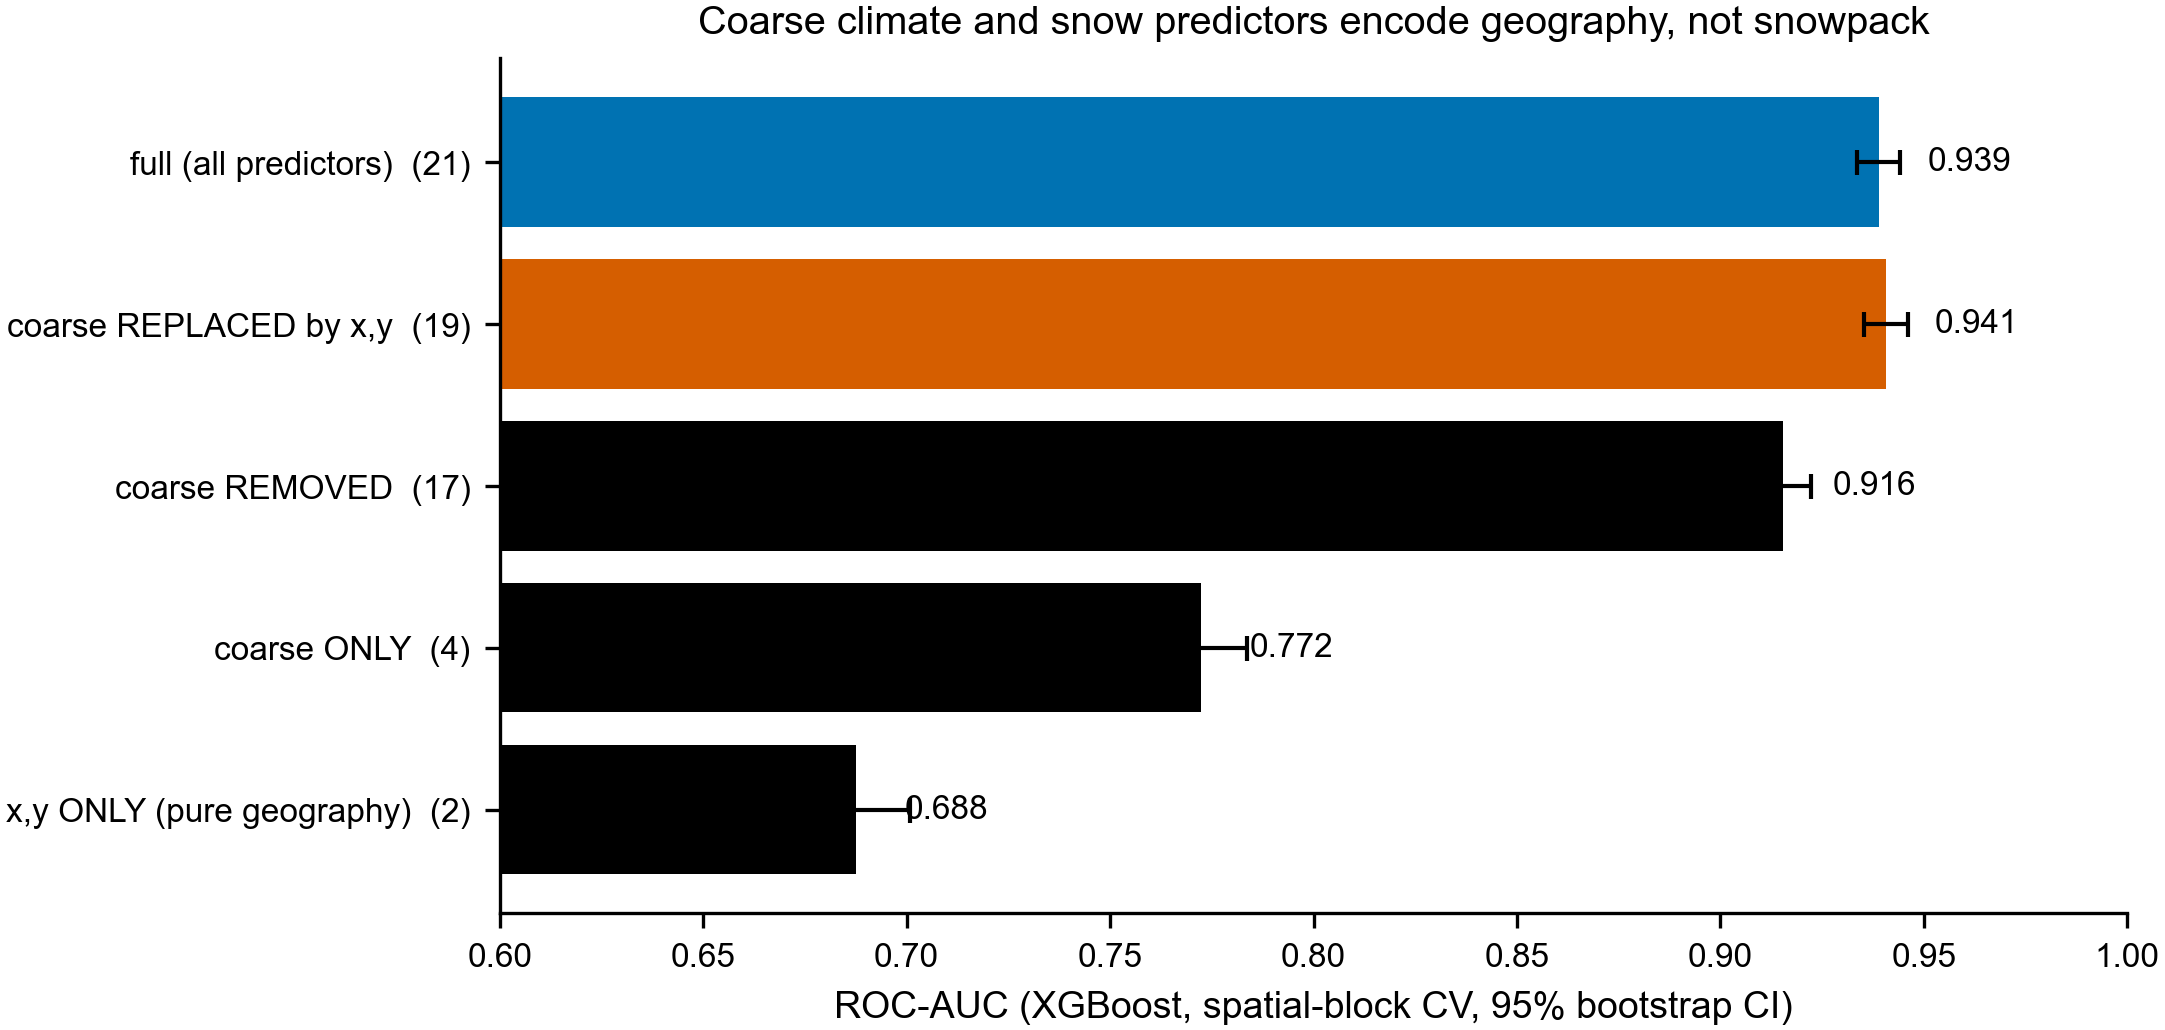 Coarse climate and snow predictors encode geography, not snowpack
full (all predictors) (21)
0.939
coarse REPLACED by x,y (19)
0.941
coarse REMOVED (17)
0.916
coarse ONLY (4)
0.772
x,y ONLY (pure geography) (2)
0.688
0.60 0.65 0.70 0.75 0.80 0.85 0.90 0.95 1.00
ROC-AUC (XGBoost, spatial-block CV, 95% bootstrap CI)